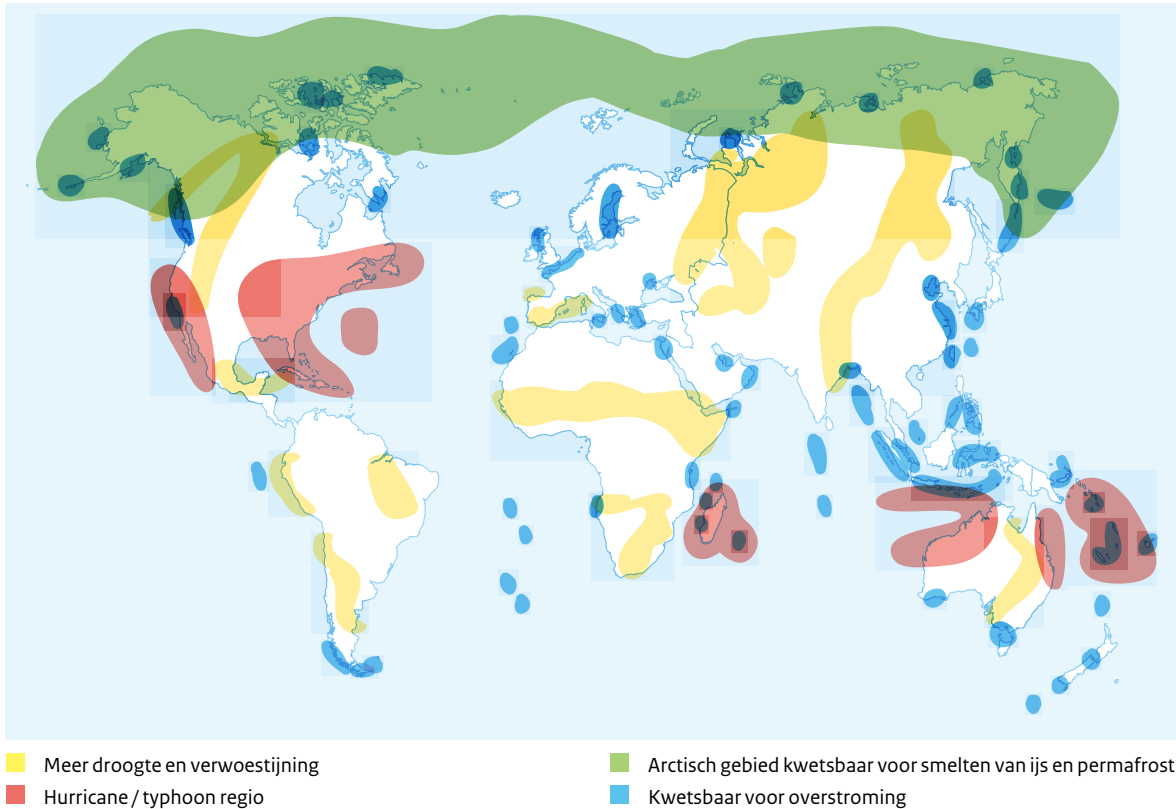 Meer droogte en verwoestijning
Hurricane / typhoon regio
Arctisch gebied kwetsbaar voor smelten van ijs en permafrost
Kwetsbaar voor overstroming